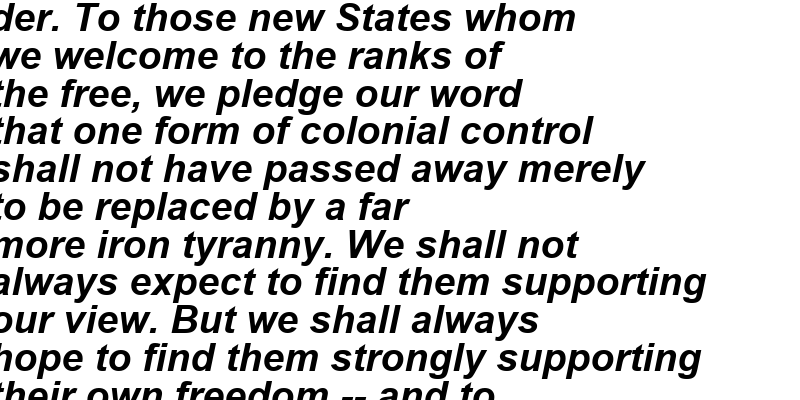 der. To those new States whom
we welcome to the ranks of
the free, we pledge our word
that one form of colonial control
shall not have passed away merely
to be replaced by a far
more iron tyranny. We shall not
always expect to find them supporting
our view. But we shall always
hope to find them strongly supporting
their own freedom -- and to